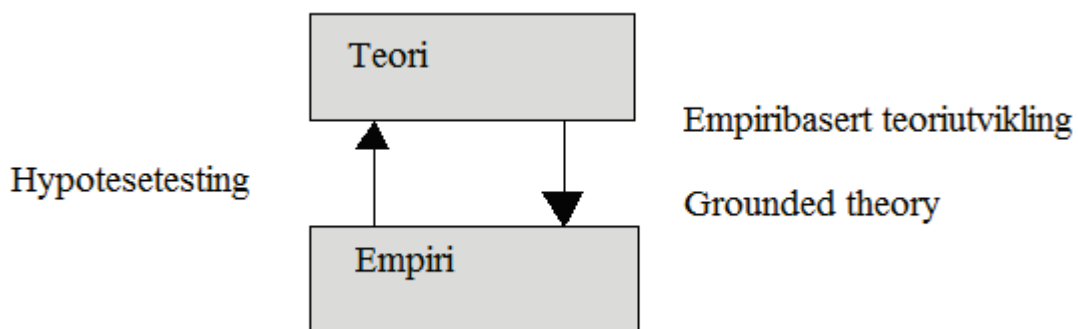 Teori
Empiribasert teoriutvikling
Hypotesetesting
Grounded theory
Empiri